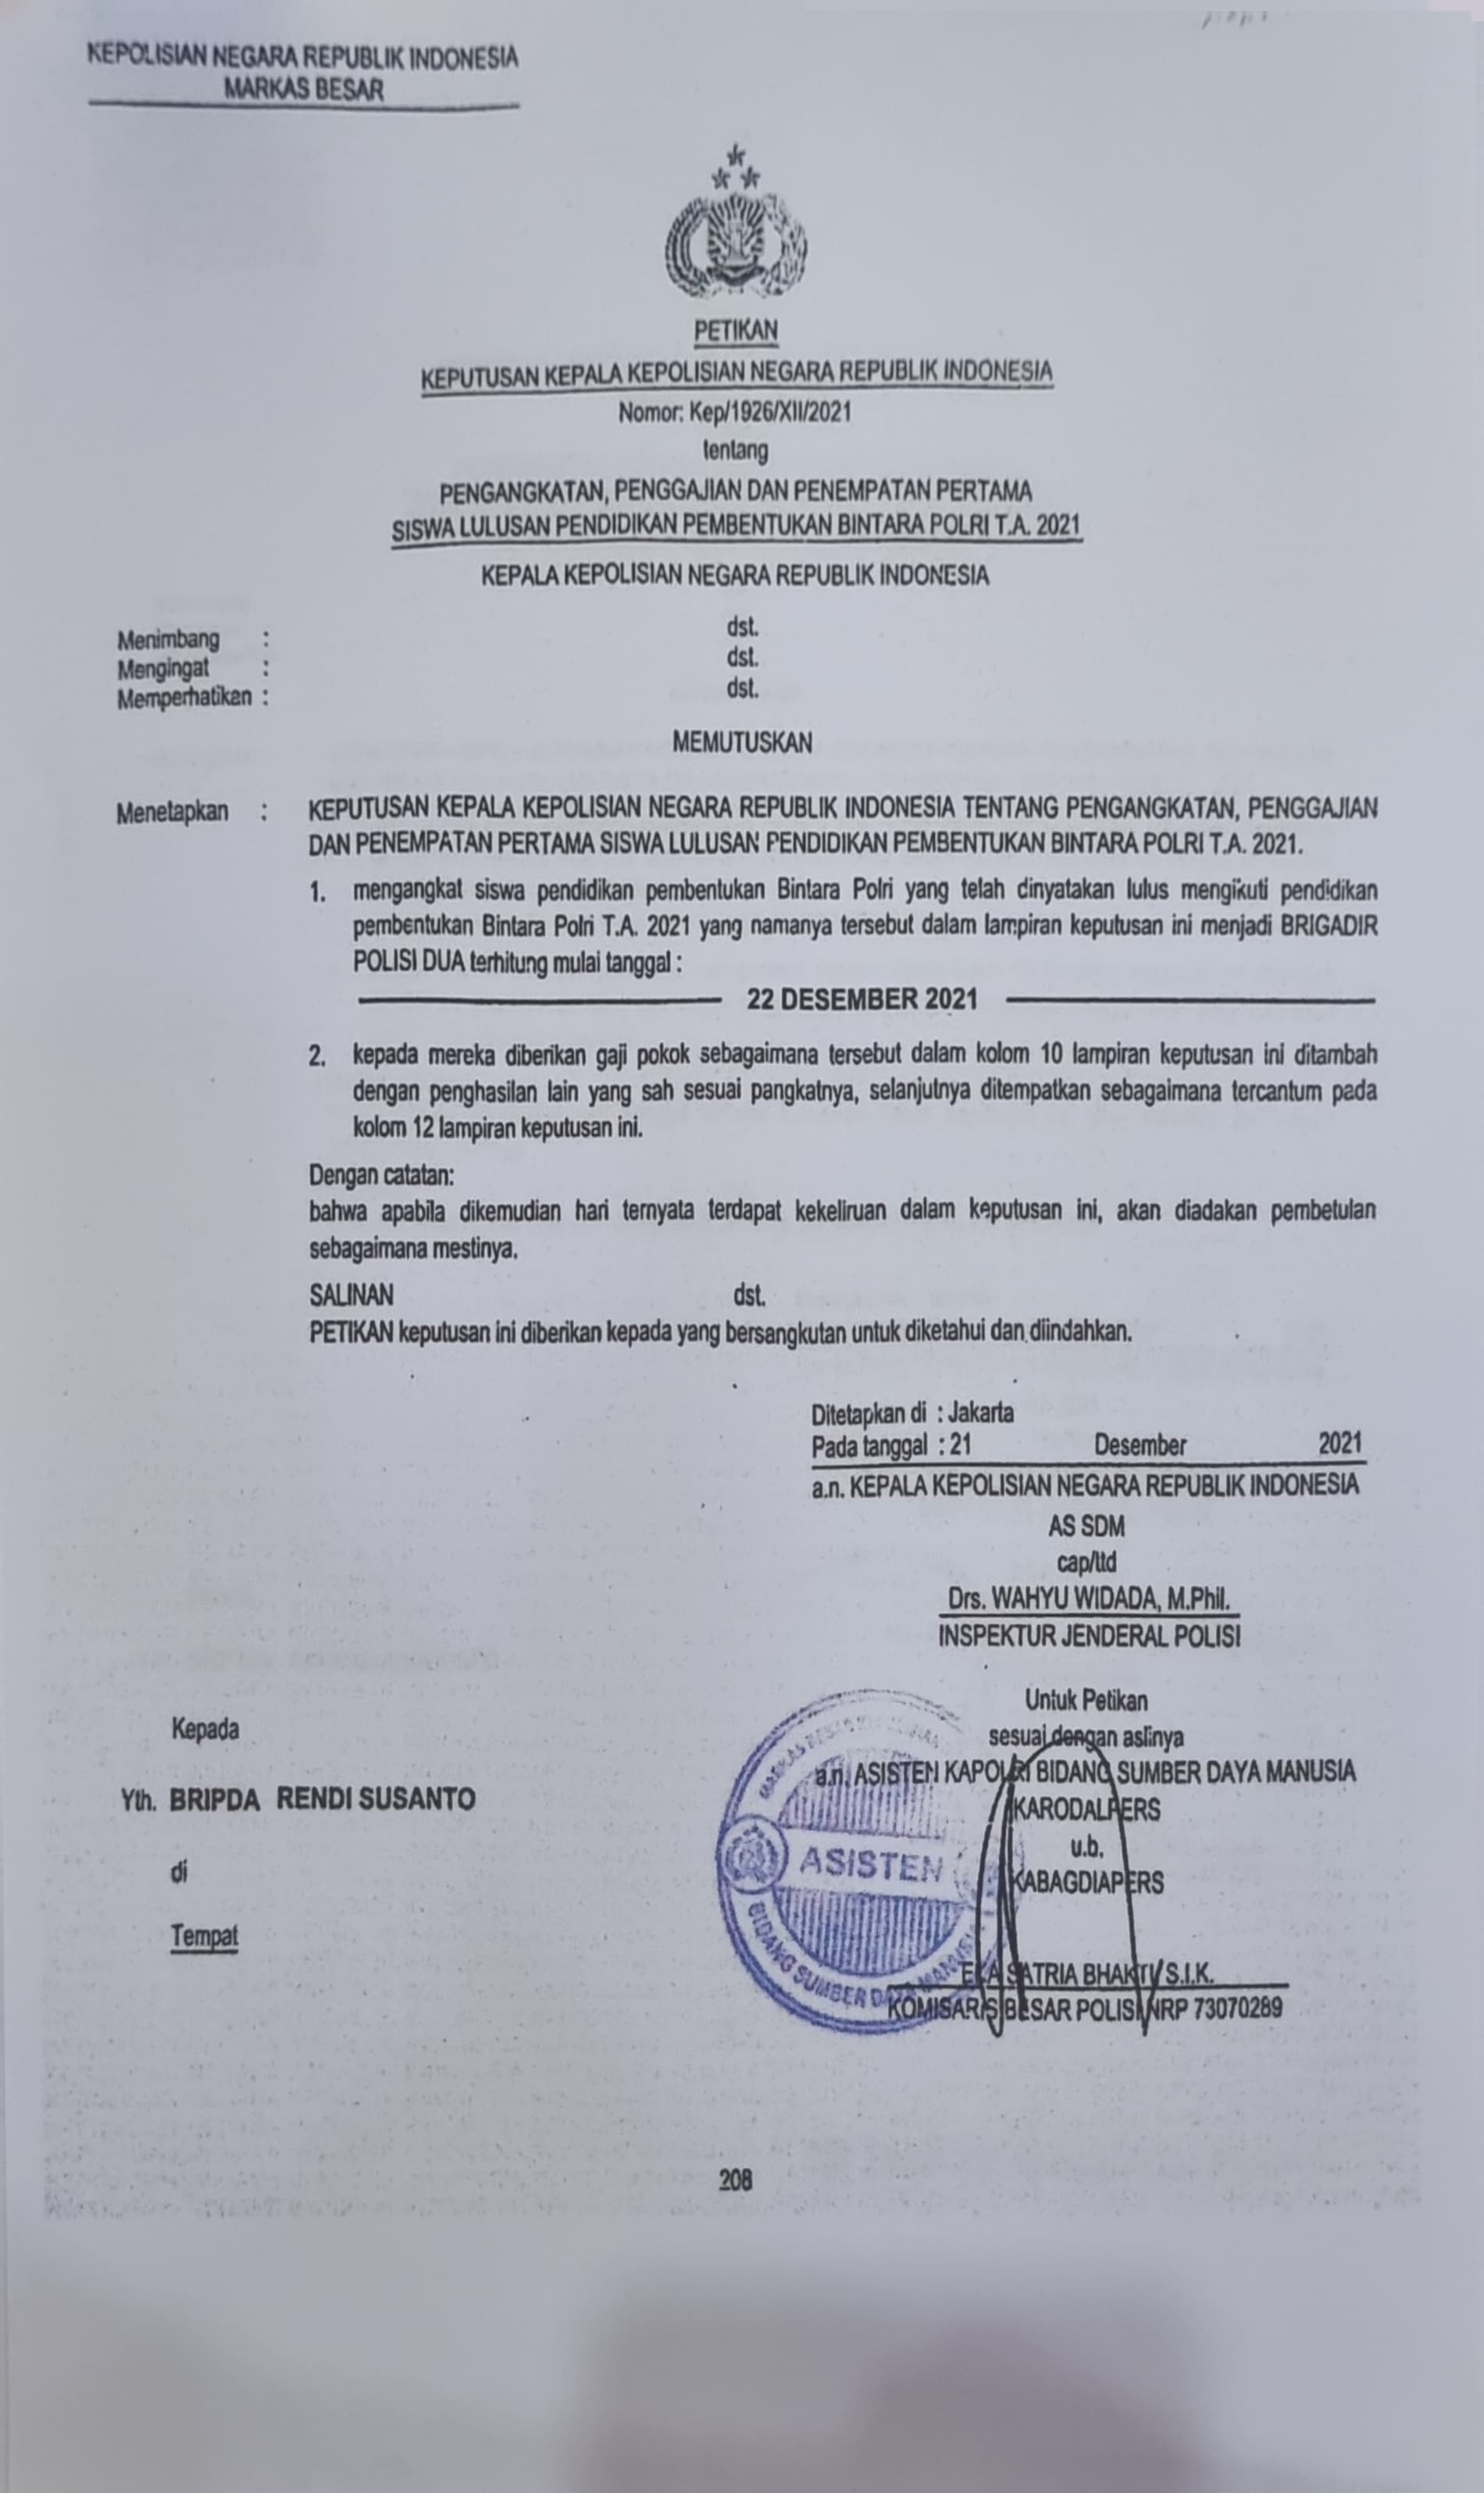 KEPOLISIAN NEGARA REPUBLIK INDONESIA
MARKAS BESAR
PETIKAN
KEPUTUSAN KEPALA KEPOLISIAN NEGARA REPUBLIK INDONESIA
Nomor: Kep/1926/XII/2021
tentang
PENGANGKATAN, PENGGAJIAN DAN PENEMPATAN PERTAMA
SISWA LULUSAN PENDIDIKAN PEMBENTUKAN BINTARA POLRI T.A. 2021
KEPALA KEPOLISIAN NEGARA REPUBLIK INDONESIA
Menimbang : dst.
Mengingat : dst.
Memperhatikan : dst.
MEMUTUSKAN
Menetapkan : KEPUTUSAN KEPALA KEPOLISIAN NEGARA REPUBLIK INDONESIA TENTANG PENGANGKATAN, PENGGAJIAN
DAN PENEMPATAN PERTAMA SISWA LULUSAN PENDIDIKAN PEMBENTUKAN BINTARA POLRI T.A. 2021.
1. mengangkat siswa pendidikan pembentukan Bintara Polri yang telah dinyatakan lulus mengikuti pendidikan
pembentukan Bintara Polri T.A. 2021 yang namanya tersebut dalam lampiran keputusan ini menjadi BRIGADIR
POLISI DUA terhitung mulai tanggal :
22 DESEMBER 2021
2. kepada mereka diberikan gaji pokok sebagaimana tersebut dalam kolom 10 lampiran keputusan ini ditambah
dengan penghasilan lain yang sah sesuai pangkatnya, selanjutnya ditempatkan sebagaimana tercantum pada
kolom 12 lampiran keputusan ini.
Dengan catatan:
bahwa apabila dikemudian hari ternyata terdapat kekeliruan dalam keputusan ini, akan diadakan pembetulan
sebagaimana mestinya.
SALINAN dst.
PETIKAN keputusan ini diberikan kepada yang bersangkutan untuk diketahui dan diindahkan.
Ditetapkan di : Jakarta
Pada tanggal : 21 Desember 2021
a.n. KEPALA KEPOLISIAN NEGARA REPUBLIK INDONESIA
AS SDM
cap/ttd
Drs. WAHYU WIDADA, M.Phil.
INSPEKTUR JENDERAL POLISI
Untuk Petikan
sesuai dengan aslinya
a.n. ASISTEN KAPOLRI BIDANG SUMBER DAYA MANUSIA
KARODALPERS
u.b.
KABAGDIAPERS
SATRIA BHAKTI, S.I.K.
KOMISARIS BESAR POLISI NRP 73070289
Kepada
Yth. BRIPDA RENDI SUSANTO
di
Tempat
MARKAS BESAR
ASISTEN
BIDANG SUMBER DAYA MANUSIA
208